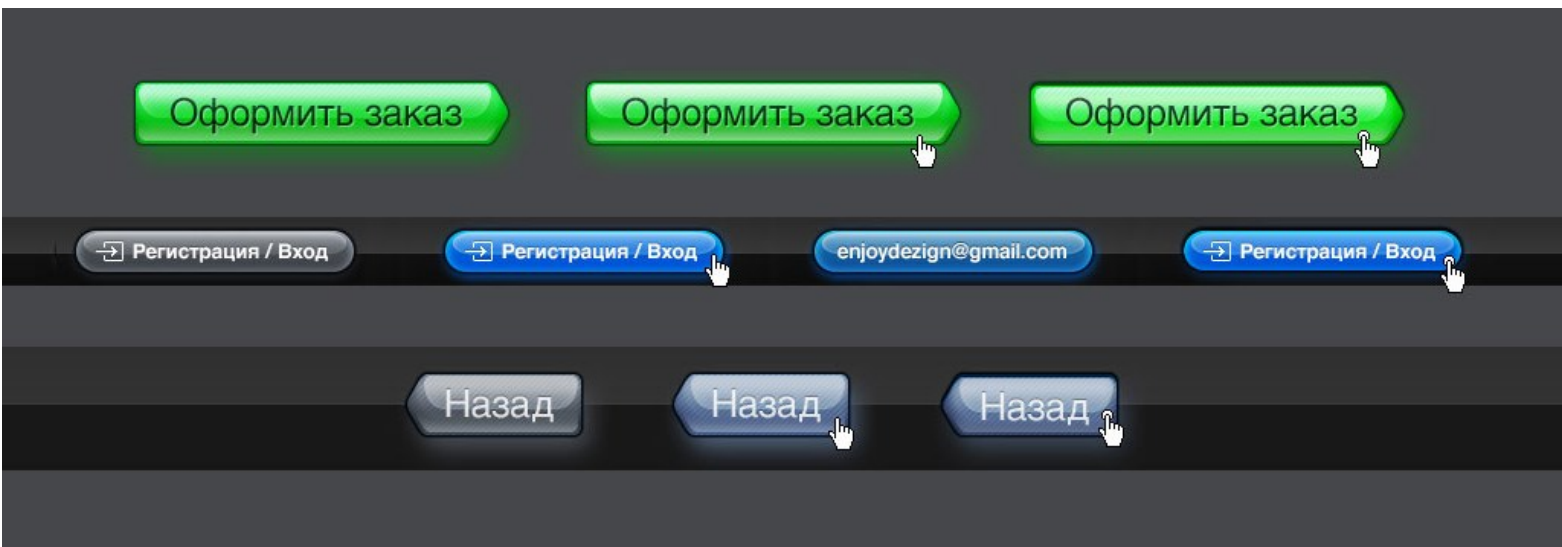 Оформить заказ Оформить заказ Оформить заказ
Регистрация / Вход Регистрация / Вход enjoydezign@gmail.com Регистрация / Вход
Назад Назад Назад